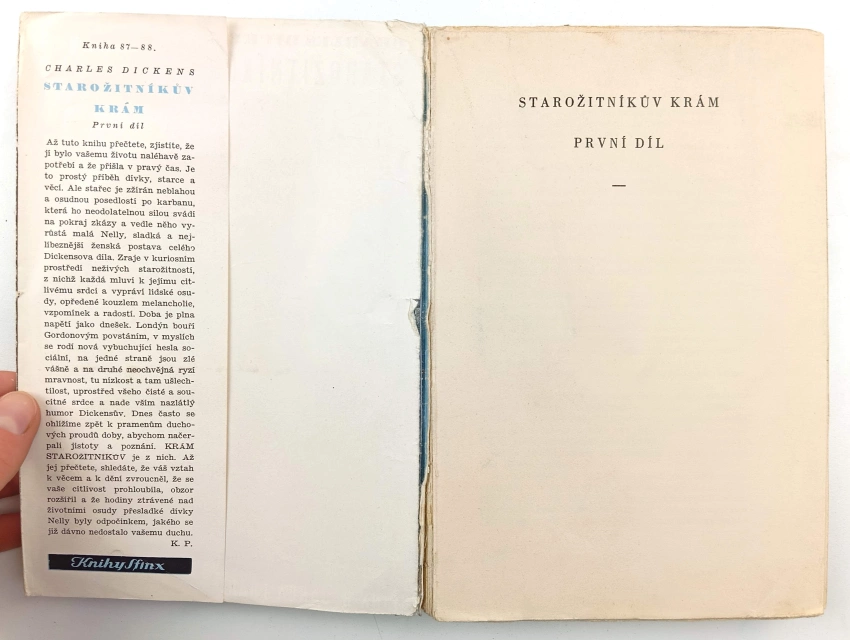 Kniha 87—88.
CHARLES DICKENS
STAROŽITNÍKŮV
KRÁM
První díl
Až tuto knihu přečtete, zjistíte, že
jí bylo vašemu životu naléhavě za-
potřebí a že přišla v pravý čas. Je
to prostý příběh dívky, starce a
věcí. Ale stařec je zžírán neblahou
a osudnou posedlostí po karbanu,
která ho neodolatelnou silou svádí
na pokraj zkázy a vedle něho vy-
růstá malá Nelly, sladká a nej-
líbeznější ženská postava celého
Dickensova díla. Zraje v kuriosním
prostředí neživých starožitností,
z nichž každá mluví k jejímu cit-
livému srdci a vypráví lidské osu-
dy, opředené kouzlem melancholie,
vzpomínek a radostí. Doba je plna
napětí jako dnešek. Londýn bouří
Gordonovým povstáním, v myslích
se rodí nová vybuchující hesla so-
ciální, na jedné straně jsou zlé
vášně a na druhé neochvějná ryzí
mravnost, tu nízkost a tam ušlech-
tilost, uprostřed všeho čisté a sou-
citné srdce a nade vším nazlátlý
humor Dickensův. Dnes často se
ohlížíme zpět k pramenům ducho-
vých proudů doby, abychom načer-
pali jistoty a poznání. KRÁM
STAROŽITNÍKŮV je z nich. Až
jej přečtete, shledáte, že váš vztah
k věcem a k dění zvroucněl, že se
vaše citlivost prohloubila, obzor
rozšířil a že hodiny ztrávené nad
životními osudy přesladké dívky
Nelly byly odpočinkem, jakého se
již dávno nedostalo vašemu duchu.
K. P.
Knihy Sfinx
STAROŽITNÍKŮV KRÁM
PRVNÍ DÍL
—